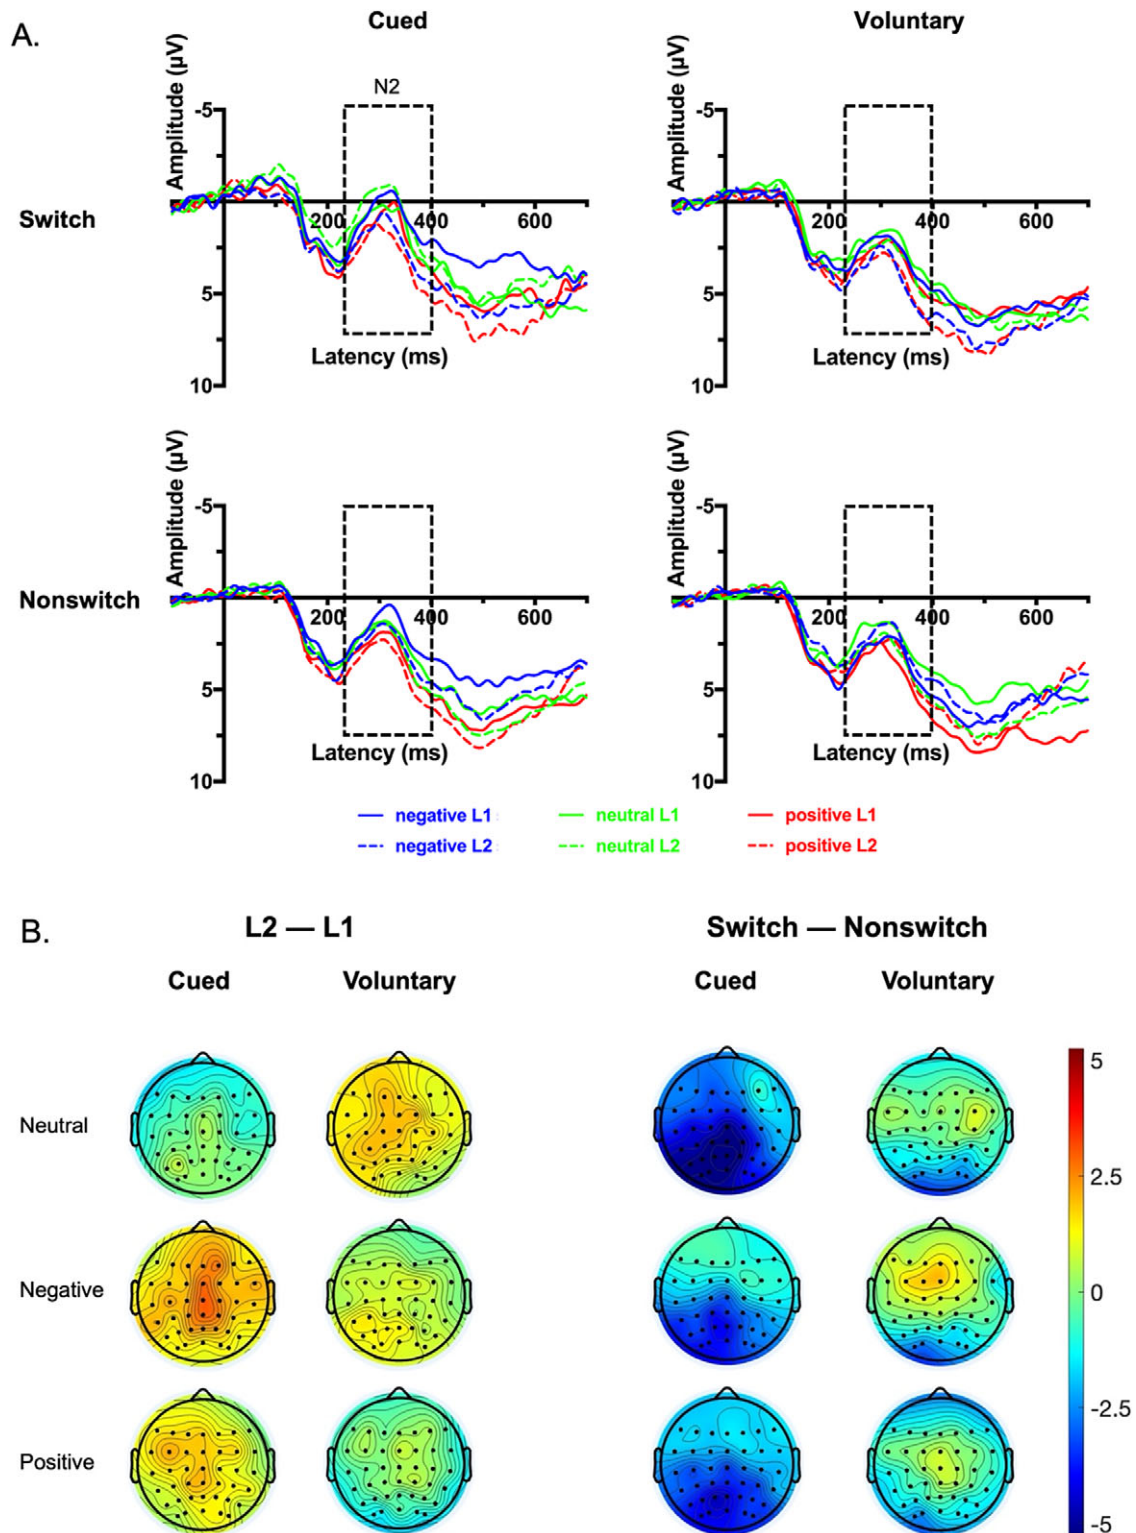 A.
Cued
Voluntary
Amplitude (µV)
Amplitude (µV)
N2
-5
-5
Switch
200
400
600
200
400
600
5
5
Latency (ms)
Latency (ms)
10
10
Amplitude (µV)
Amplitude (µV)
-5
-5
Nonswitch
200
400
600
200
400
600
5
5
Latency (ms)
Latency (ms)
10
10
negative L1
neutral L1
positive L1
negative L2
neutral L2
positive L2
B.
L2 — L1
Switch — Nonswitch
Cued
Voluntary
Cued
Voluntary
5
Neutral
2.5
Negative
0
-2.5
Positive
-5